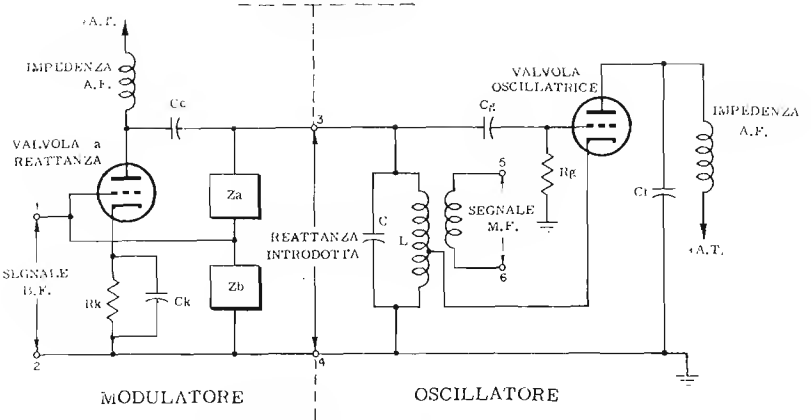 +A.T.
IMPEDENZA
A.F.
Cc
VALVOLA a
REATTANZA
1
SEGNALE
B.F.
2
Rk
Ck
Za
Zb
3
REATTANZA
INTRODOTTA
4
C
L
Cg
5
SEGNALE
M.F.
6
Rg
VALVOLA
OSCILLATRICE
Ct
IMPEDENZA
A.F.
+A.T.
MODULATORE
OSCILLATORE